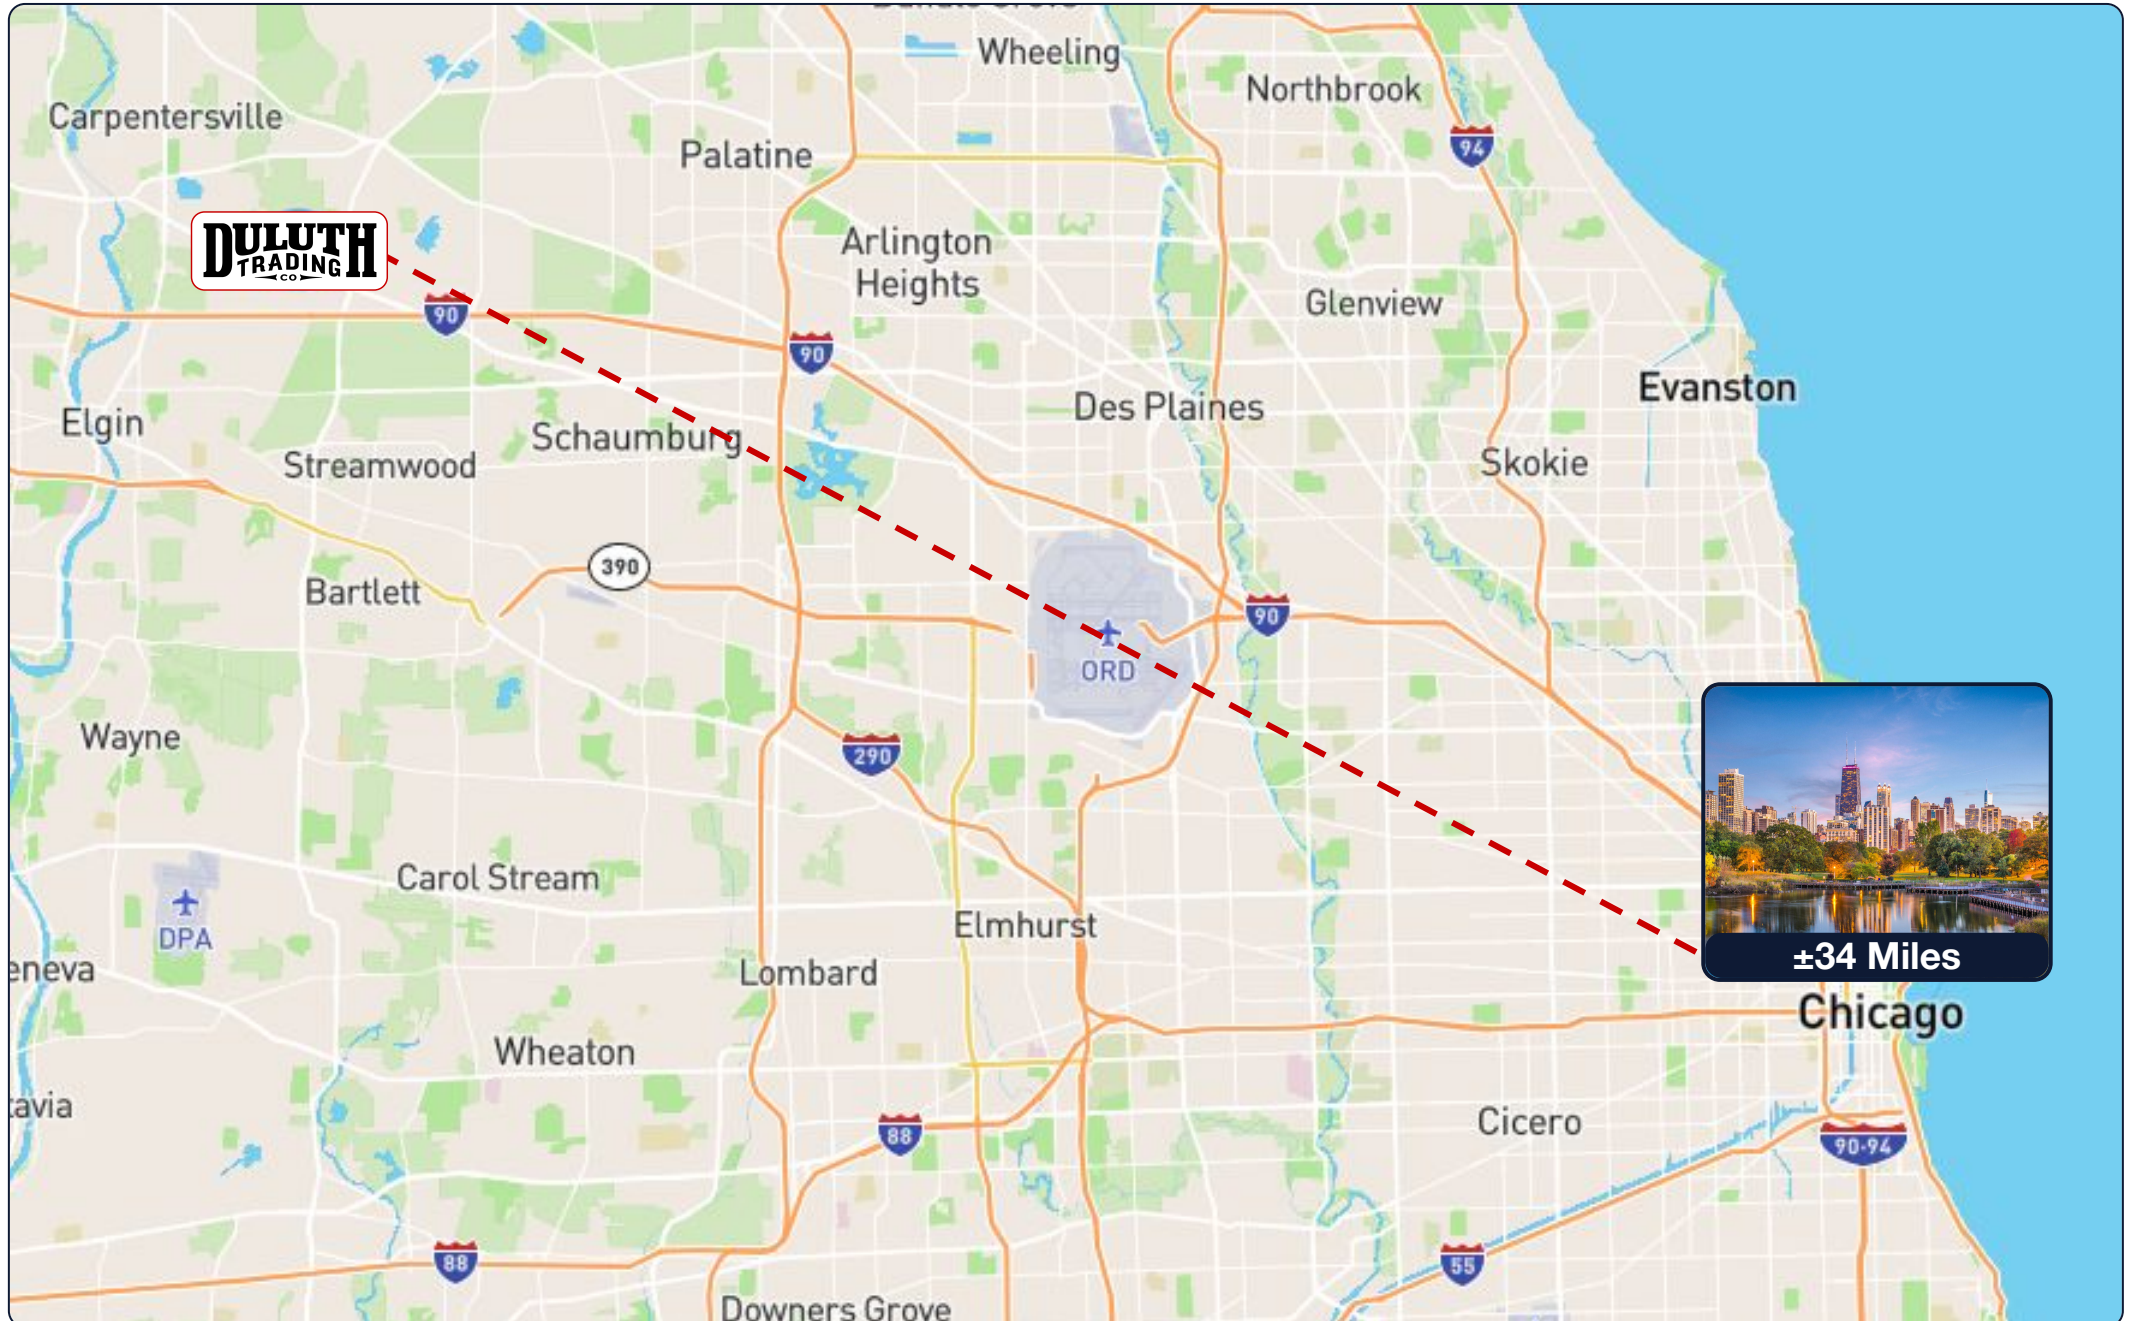 Wheeling
Northbrook
Carpentersville
94
Palatine
DULUTH
TRADING
CO
Arlington
Heights
Glenview
90
90
Evanston
Des Plaines
Elgin
Schaumburg
Streamwood
Skokie
390
Bartlett
90
ORD
Wayne
290
Carol Stream
Elmhurst
DPA
±34 Miles
eneva
Lombard
Chicago
Wheaton
tavia
Cicero
88
90-94
88
55
Downers Grove